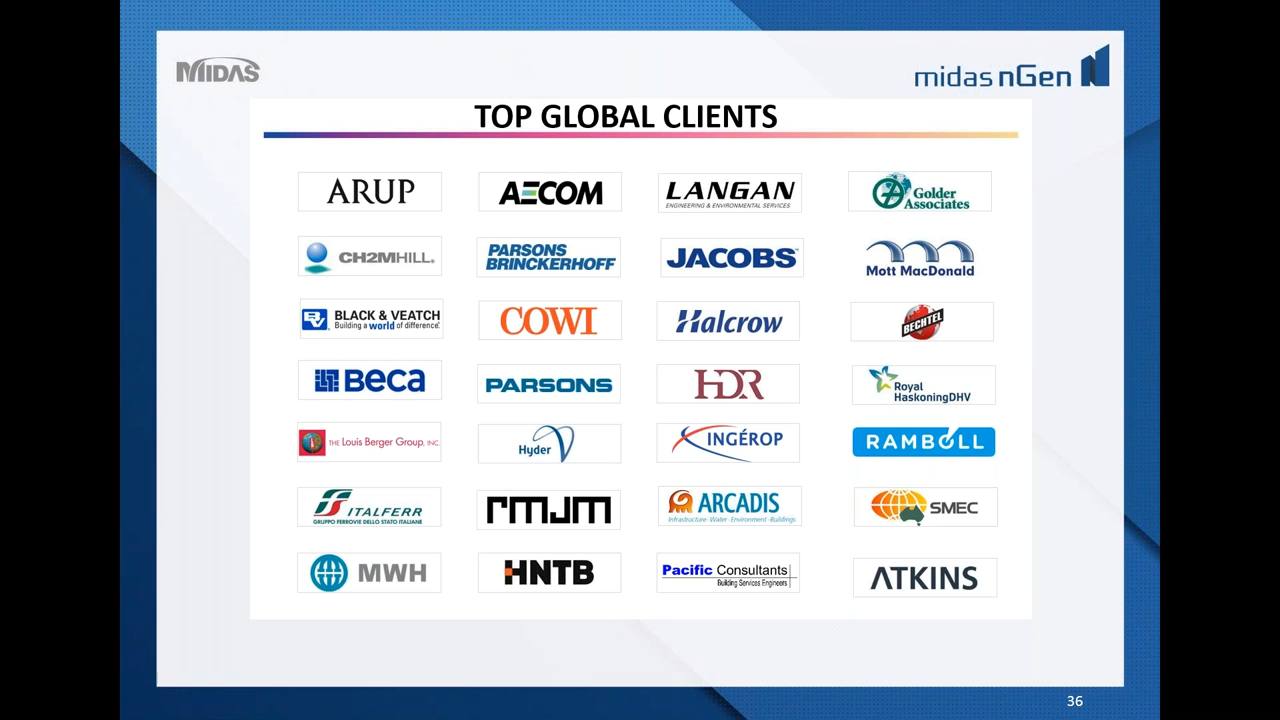 MIDAS
midas nGen
TOP GLOBAL CLIENTS
ARUP
AECOM
LANGAN
ENGINEERING & ENVIRONMENTAL SERVICES
Golder
Associates
CH2MHILL®
PARSONS
BRINCKERHOFF
JACOBS™
Mott MacDonald
BV
BLACK & VEATCH
Building a world of difference.
COWI
Halcrow
BECHTEL
BECA
PARSONS
HDR
Royal
HaskoningDHV
THE Louis Berger Group, INC.
Hyder
INGÉROP
RAMBOLL
ITALFERR
GRUPPO FERROVIE DELLO STATO ITALIANE
rmjm
ARCADIS
Infrastructure · Water · Environment · Buildings
SMEC
MWH
HNTB
Pacific Consultants
Building Services Engineers
ATKINS
36